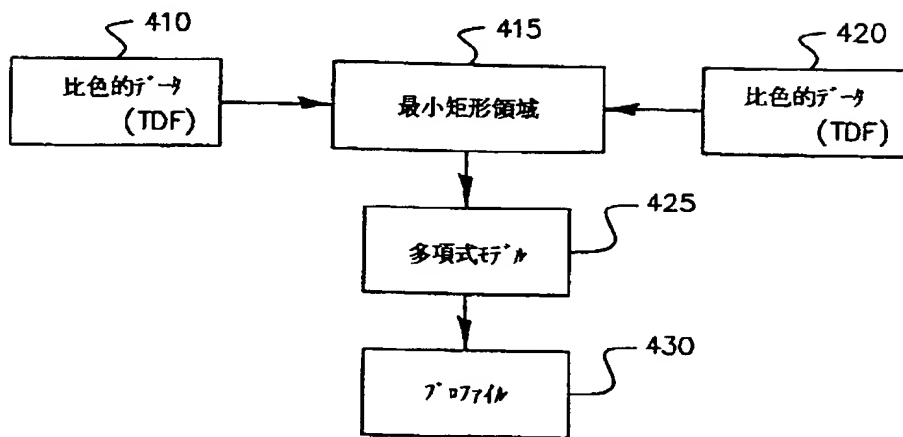 410
415
420
比色的ﾃﾞｰﾀ
(TDF)
最小矩形領域
比色的ﾃﾞｰﾀ
(TDF)
425
多項式ﾓﾃﾞﾙ
430
ﾌﾟﾛﾌｧｲﾙ